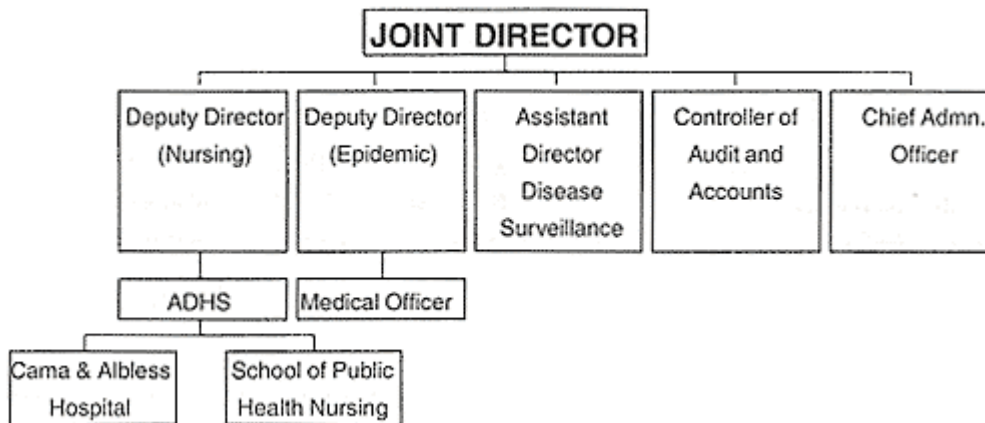 JOINT DIRECTOR
Deputy Director
(Nursing)
Deputy Director
(Epidemic)
Assistant
Director
Disease
Surveillance
Controller of
Audit and
Accounts
Chief Admn.
Officer
ADHS
Medical Officer
Cama & Albless
Hospital
School of Public
Health Nursing